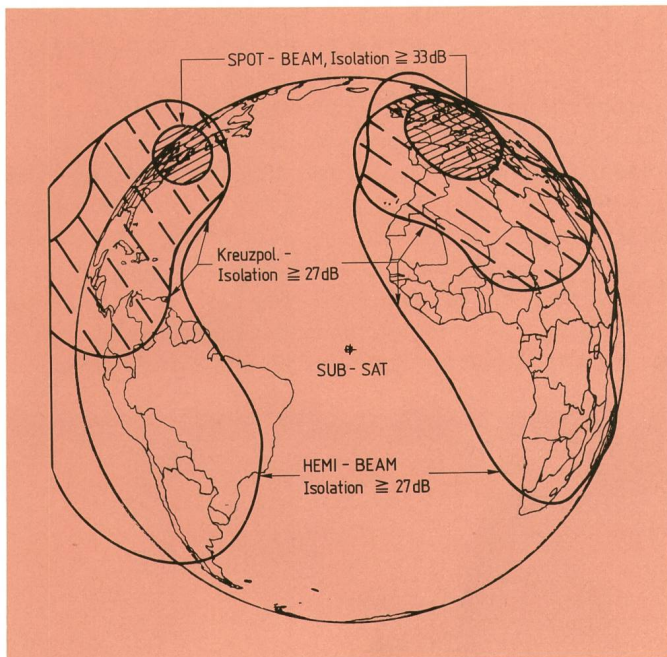 SPOT - BEAM, Isolation ≧ 33dB
Kreuzpol.-
Isolation ≧ 27dB
SUB - SAT
HEMI - BEAM
Isolation ≧ 27dB